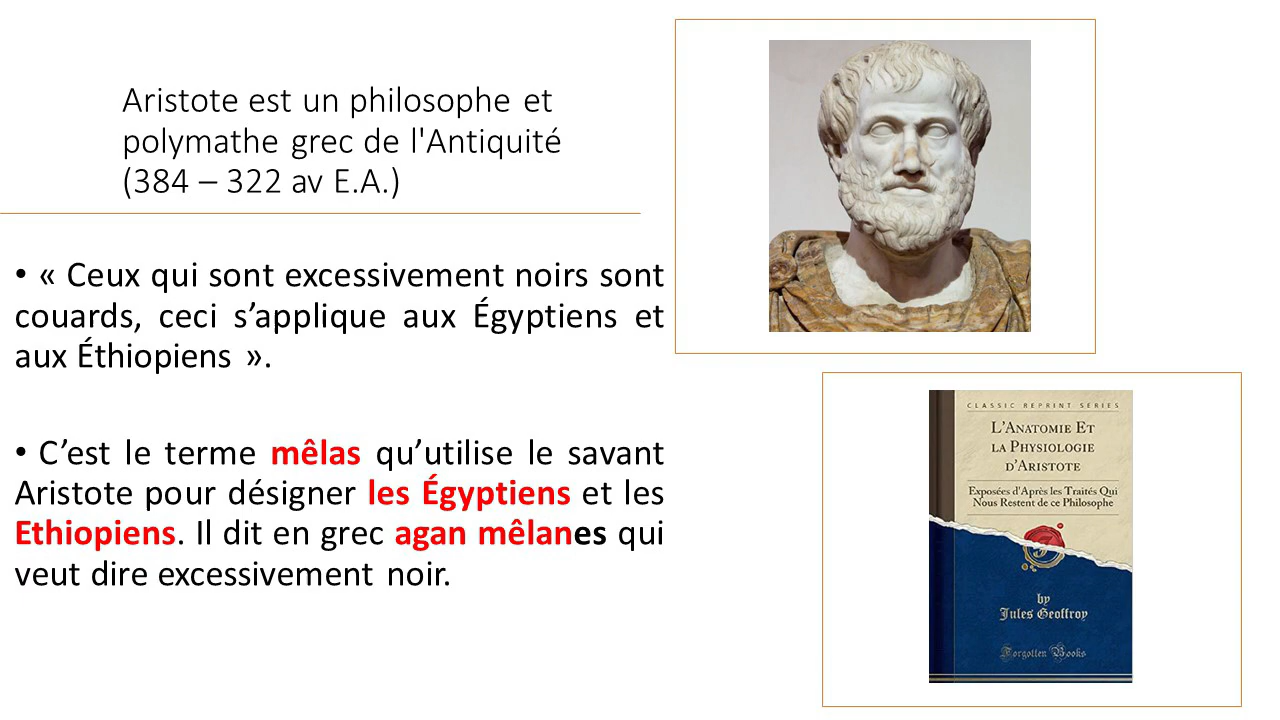 Aristote est un philosophe et
polymathe grec de l'Antiquité
(384 – 322 av E.A.)
• « Ceux qui sont excessivement noirs sont
couards, ceci s’applique aux Égyptiens et
aux Éthiopiens ».
• C’est le terme mêlas qu’utilise le savant
Aristote pour désigner les Égyptiens et les
Ethiopiens. Il dit en grec agan mêlanes qui
veut dire excessivement noir.
CLASSIC REPRINT SERIES
L'Anatomie Et
la Physiologie
d'Aristote
Exposées d'Après les Traités Qui
Nous Restent de ce Philosophe
by
Jules Geoffroy
Forgotten Books